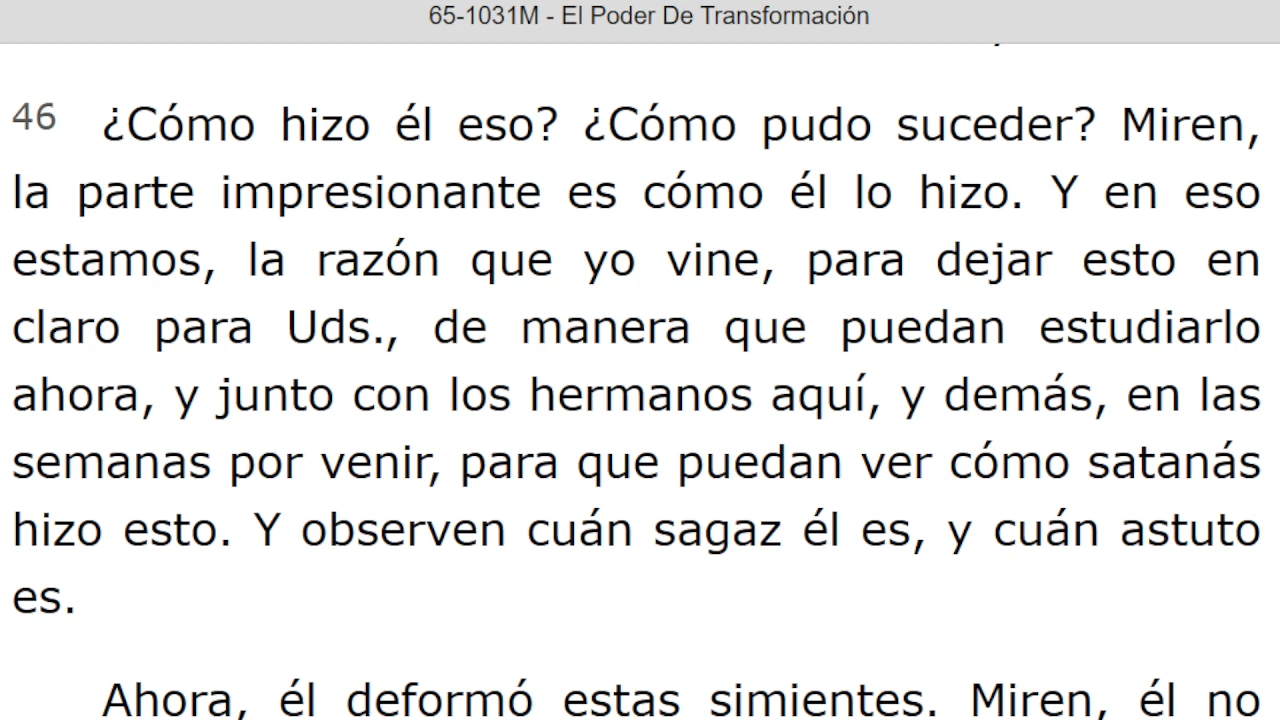 65-1031M - El Poder De Transformación
46 ¿Cómo hizo él eso? ¿Cómo pudo suceder? Miren,
la parte impresionante es cómo él lo hizo. Y en eso
estamos, la razón que yo vine, para dejar esto en
claro para Uds., de manera que puedan estudiarlo
ahora, y junto con los hermanos aquí, y demás, en las
semanas por venir, para que puedan ver cómo satanás
hizo esto. Y observen cuán sagaz él es, y cuán astuto
es.
Ahora, él deformó estas simientes. Miren, él no